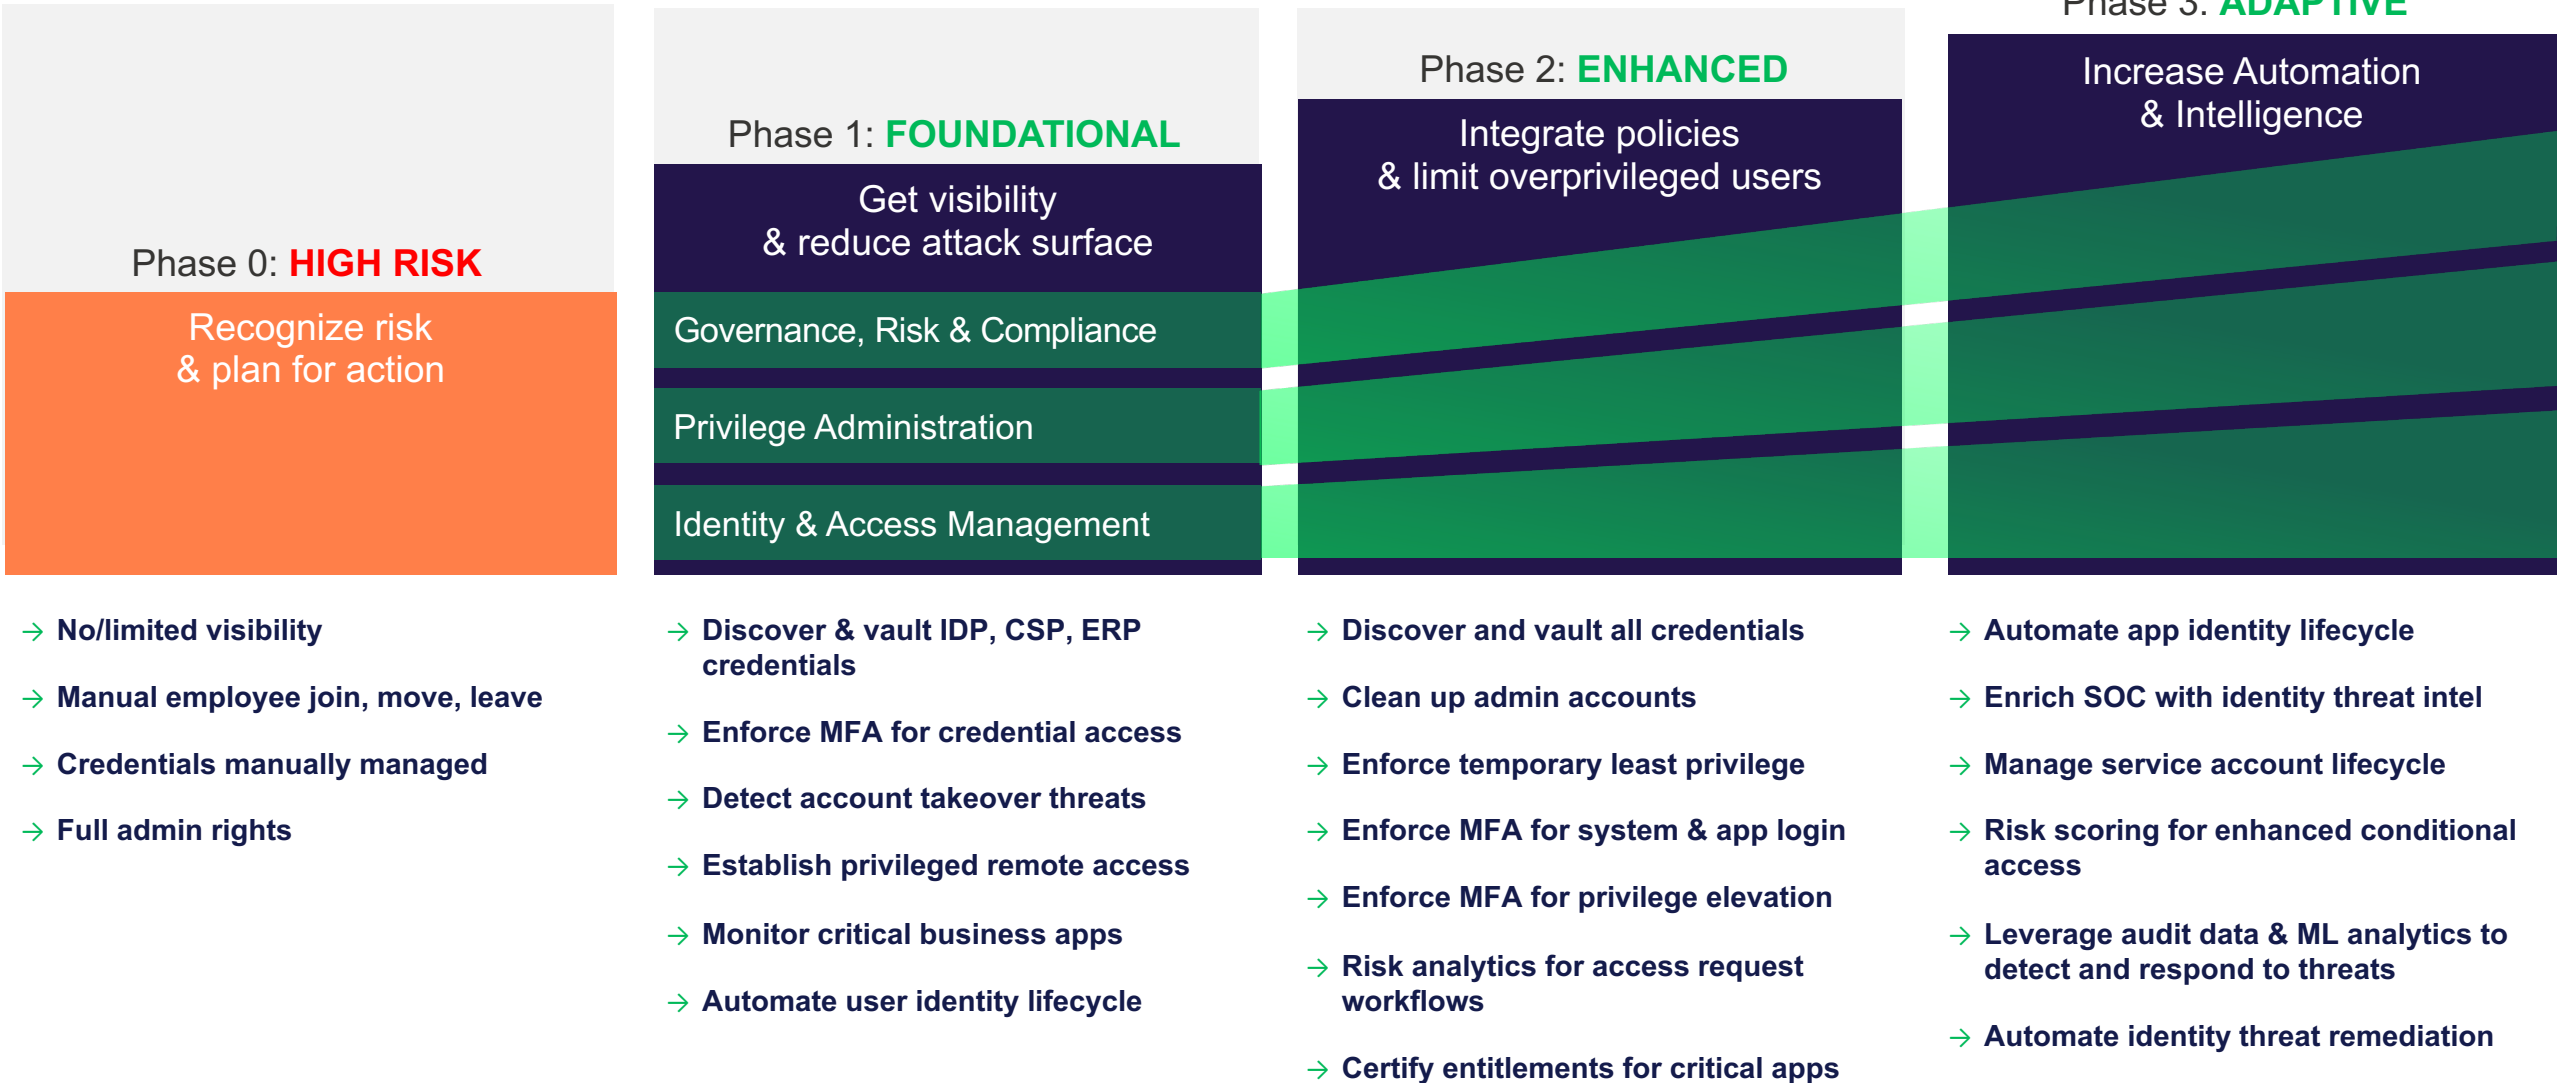 Phase 0: HIGH RISK
Recognize risk
& plan for action
→ No/limited visibility
→ Manual employee join, move, leave
→ Credentials manually managed
→ Full admin rights
Phase 1: FOUNDATIONAL
Get visibility
& reduce attack surface
Governance, Risk & Compliance
Privilege Administration
Identity & Access Management
→ Discover & vault IDP, CSP, ERP
credentials
→ Enforce MFA for credential access
→ Detect account takeover threats
→ Establish privileged remote access
→ Monitor critical business apps
→ Automate user identity lifecycle
Phase 2: ENHANCED
Integrate policies
& limit overprivileged users
→ Discover and vault all credentials
→ Clean up admin accounts
→ Enforce temporary least privilege
→ Enforce MFA for system & app login
→ Enforce MFA for privilege elevation
→ Risk analytics for access request
workflows
→ Certify entitlements for critical apps
Phase 3: ADAPTIVE
Increase Automation
& Intelligence
→ Automate app identity lifecycle
→ Enrich SOC with identity threat intel
→ Manage service account lifecycle
→ Risk scoring for enhanced conditional
access
→ Leverage audit data & ML analytics to
detect and respond to threats
→ Automate identity threat remediation